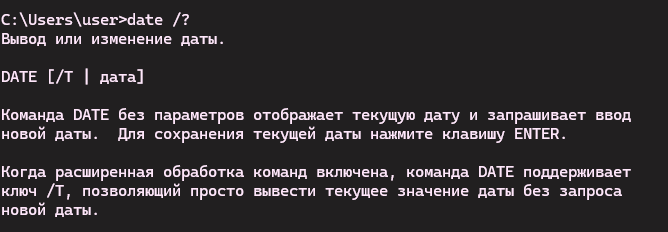 C:\Users\user>date /?
Вывод или изменение даты.
DATE [/T | дата]
Команда DATE без параметров отображает текущую дату и запрашивает ввод
новой даты.  Для сохранения текущей даты нажмите клавишу ENTER.
Когда расширенная обработка команд включена, команда DATE поддерживает
ключ /T, позволяющий просто вывести текущее значение даты без запроса
новой даты.